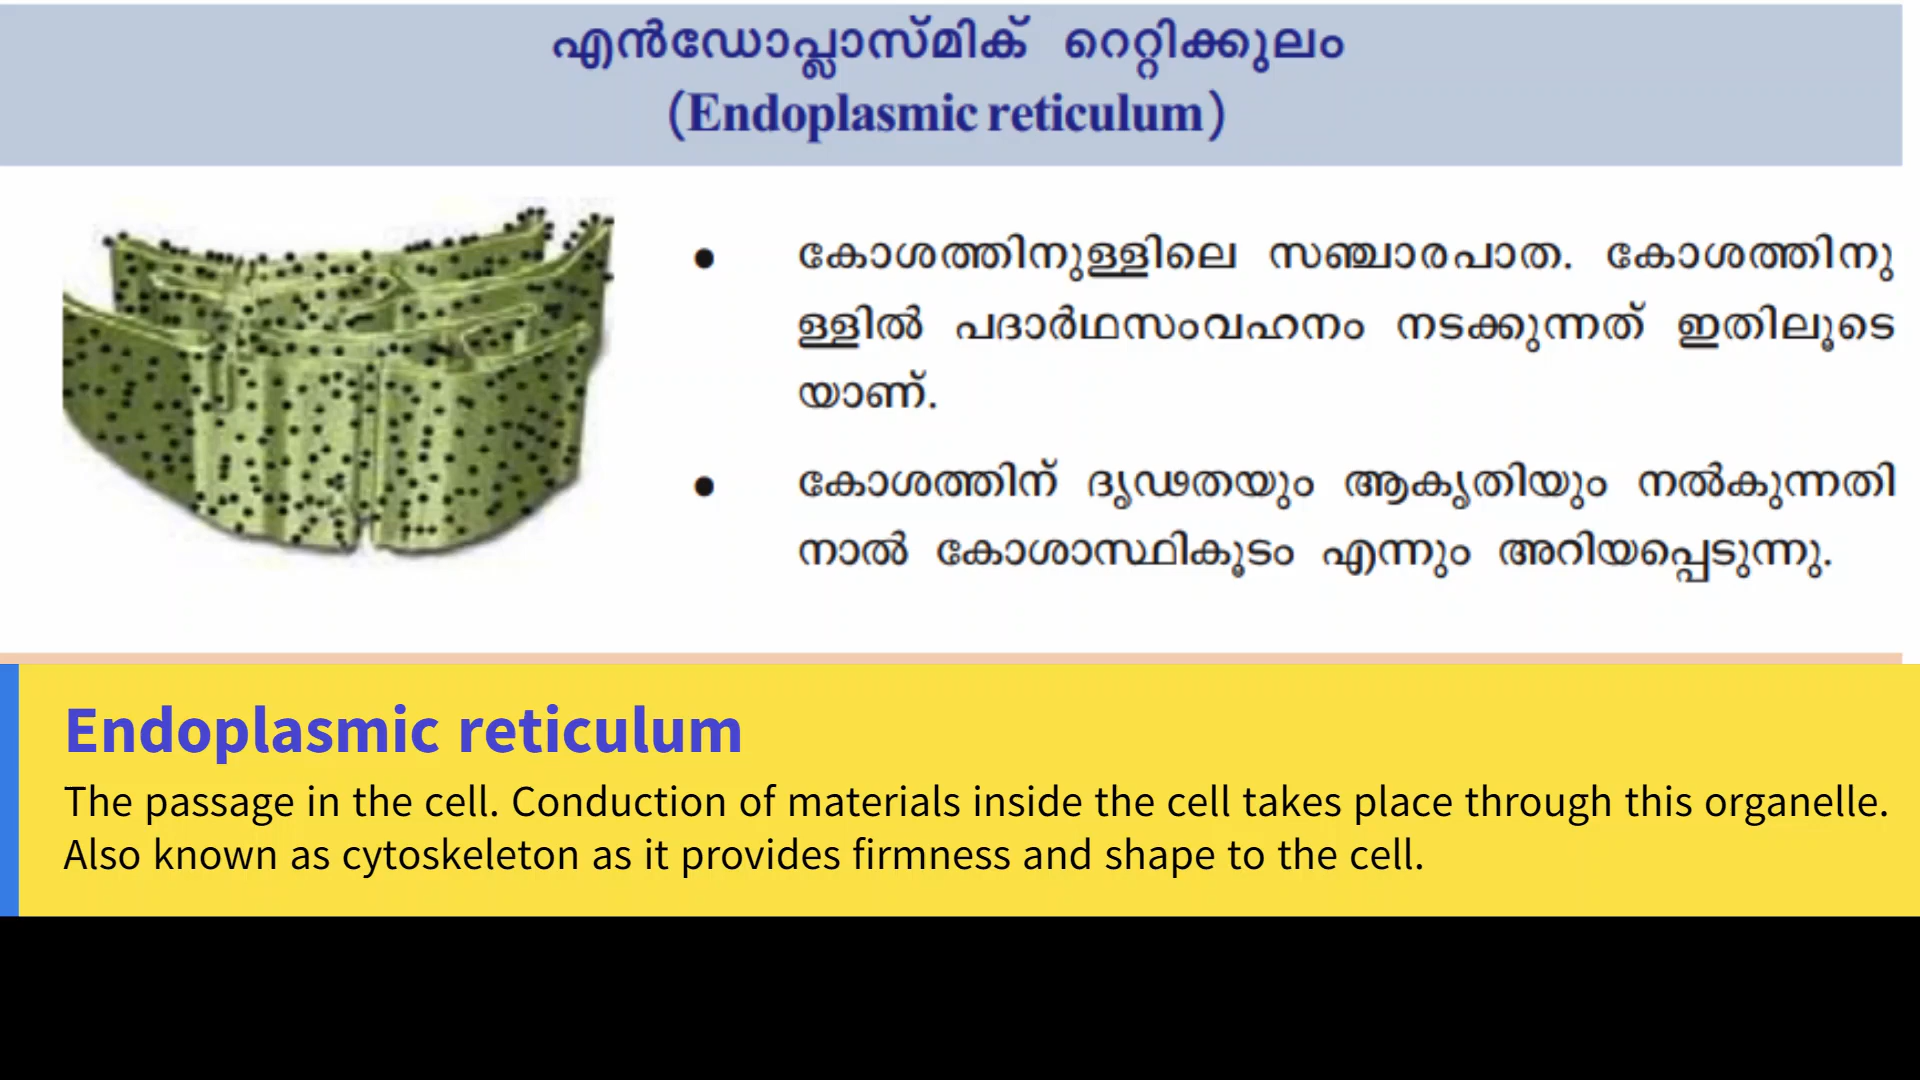 എൻഡോപ്ലാസ്മിക് റെറ്റിക്കുലം
(Endoplasmic reticulum)
• കോശത്തിനുള്ളിലെ സഞ്ചാരപാത. കോശത്തിനു
ള്ളിൽ പദാർഥസംവഹനം നടക്കുന്നത് ഇതിലൂടെ
യാണ്.
• കോശത്തിന് ദൃഢതയും ആകൃതിയും നൽകുന്നതി
നാൽ കോശാസ്ഥികൂടം എന്നും അറിയപ്പെടുന്നു.
Endoplasmic reticulum
The passage in the cell. Conduction of materials inside the cell takes place through this organelle.
Also known as cytoskeleton as it provides firmness and shape to the cell.